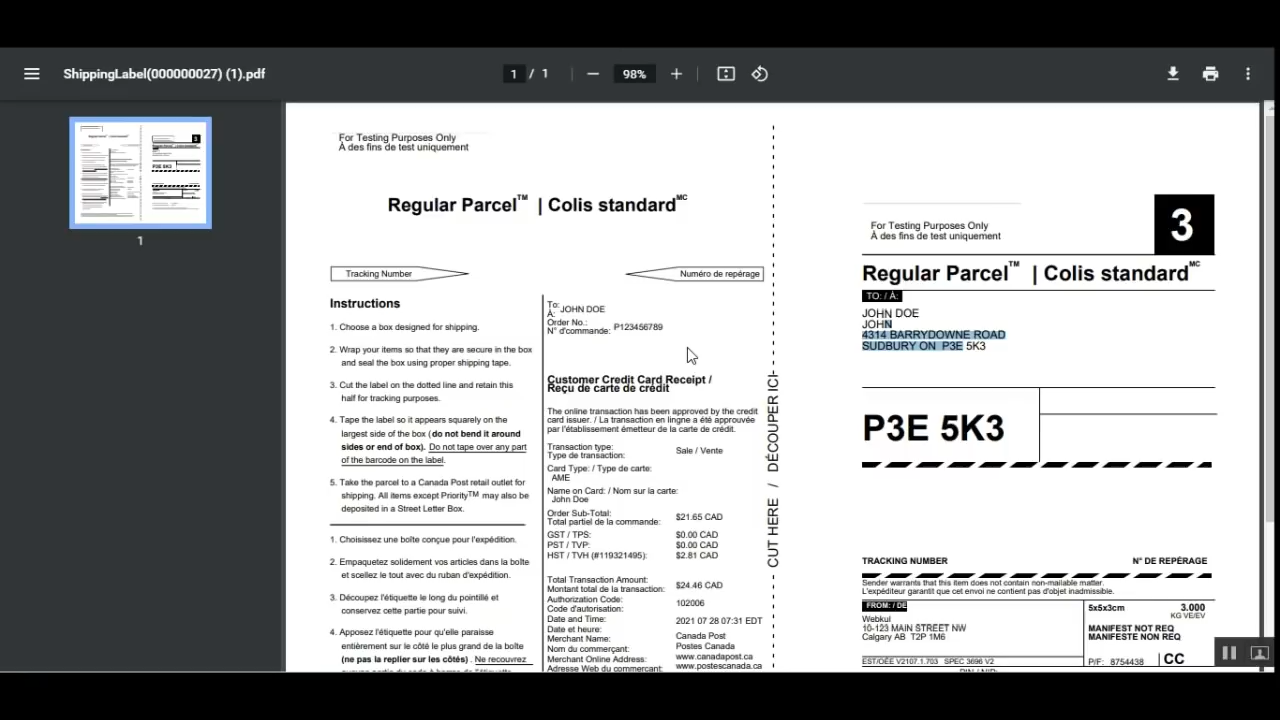 ShippingLabel(000000027) (1).pdf
1 / 1
98%
1
For Testing Purposes Only
À des fins de test uniquement
Regular Parcel™ | Colis standardMC
Tracking Number
Numéro de repérage
Instructions
1. Choose a box designed for shipping.
2. Wrap your items so that they are secure in the box
and seal the box using proper shipping tape.
3. Cut the label on the dotted line and retain this
half for tracking purposes.
4. Tape the label so it appears squarely on the
largest side of the box (do not bend it around
sides or end of box). Do not tape over any part
of the barcode on the label.
5. Take the parcel to a Canada Post retail outlet for
shipping. All items except Priority™ may also be
deposited in a Street Letter Box.
1. Choisissez une boîte conçue pour l'expédition.
2. Empaquetez solidement vos articles dans la boîte
et scellez le tout avec du ruban d'expédition.
3. Découpez l'étiquette le long du pointillé et
conservez cette partie pour suivi.
4. Apposez l'étiquette pour qu'elle paraisse
entièrement sur le côté le plus grand de la boîte
(ne pas la replier sur les côtés) . Ne recouvrez
To:
À: JOHN DOE
Order No.:
N° d'commande: P123456789
Customer Credit Card Receipt /
Reçu de carte de crédit
The online transaction has been approved by the credit
card issuer. / La transaction en lingne a été approuvée
par l'établissement émetteur de la carte de crédit.
Transaction type:
Type de transaction: Sale / Vente
Card Type: / Type de carte:
AME
Name on Card: / Nom sur la carte:
John Doe
Order Sub-Total:
Total partiel de la commande: $21.65 CAD
GST / TPS: $0.00 CAD
PST / TVP: $0.00 CAD
HST / TVH (#119321495): $2.81 CAD
Total Transaction Amount:
Montant total de la transaction: $24.46 CAD
Authorization Code:
Code d'autorisation: 102006
Date and Time: 2021 07 28 07:31 EDT
Date et heure:
Merchant Name: Canada Post
Nom du commerçant: Postes Canada
Merchant Online Address: www.canadapost.ca
Adresse Web du commerçant: www.postescanada.ca
CUT HERE / DÉCOUPER ICI
For Testing Purposes Only
À des fins de test uniquement
3
Regular Parcel™ | Colis standardMC
TO: / À:
JOHN DOE
JOHN
4314 BARRYDOWNE ROAD
SUDBURY ON P3E 5K3
P3E 5K3
TRACKING NUMBER N° DE REPÉRAGE
Sender warrants that this item does not contain non-mailable matter.
L'expéditeur garantit que cet envoi ne contient pas d'objet inadmissible.
FROM: / DE
Webkul
10-123 MAIN STREET NW
Calgary AB T2P 1M6
5x5x3cm 3.000
KG VE/EV
MANIFEST NOT REQ
MANIFESTE NON REQ
EST/OÉE V2107.1.703 SPEC 3696 V2
P/F: 8754438 CC